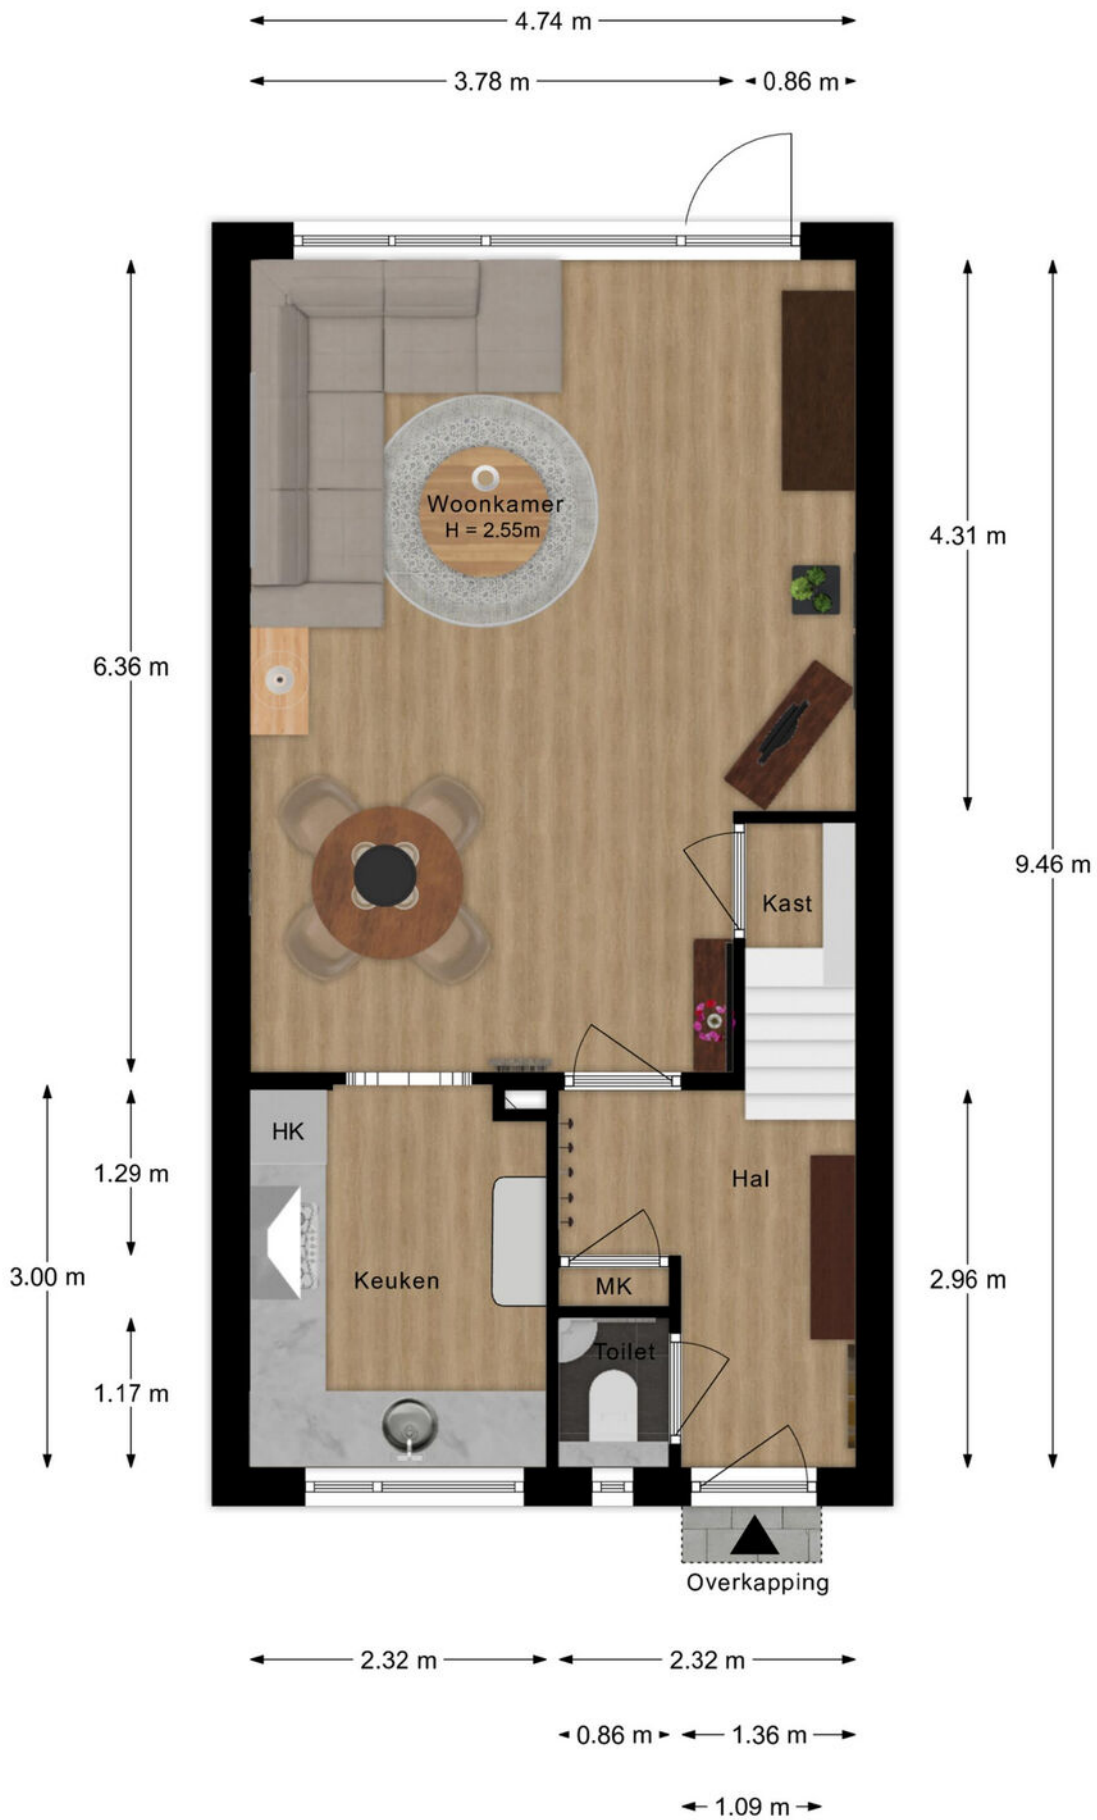 4.74 m
3.78 m
0.86 m
Woonkamer
H = 2.55m
4.31 m
6.36 m
9.46 m
Kast
HK
1.29 m
Hal
3.00 m
Keuken
MK
2.96 m
Toilet
1.17 m
Overkapping
2.32 m
2.32 m
0.86 m
1.36 m
1.09 m